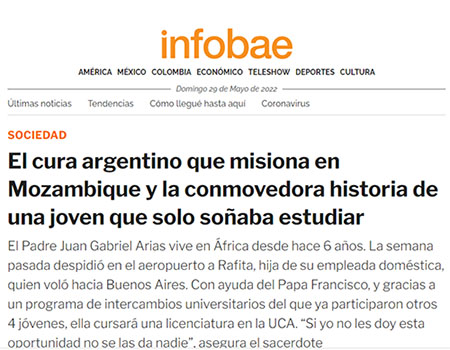 infobae
AMÉRICA MÉXICO COLOMBIA ECONÓMICO TELESHOW DEPORTES CULTURA
Domingo 29 de Mayo de 2022
Últimas noticias Tendencias Cómo llegué hasta aquí Coronavirus
SOCIEDAD
El cura argentino que misiona en
Mozambique y la conmovedora historia de
una joven que solo soñaba estudiar
El Padre Juan Gabriel Arias vive en África desde hace 6 años. La semana
pasada despidió en el aeropuerto a Rafita, hija de su empleada doméstica,
quien voló hacia Buenos Aires. Con ayuda del Papa Francisco, y gracias a
un programa de intercambios universitarios del que ya participaron otros
4 jóvenes, ella cursará una licenciatura en la UCA. “Si yo no les doy esta
oportunidad no se las da nadie”, asegura el sacerdote